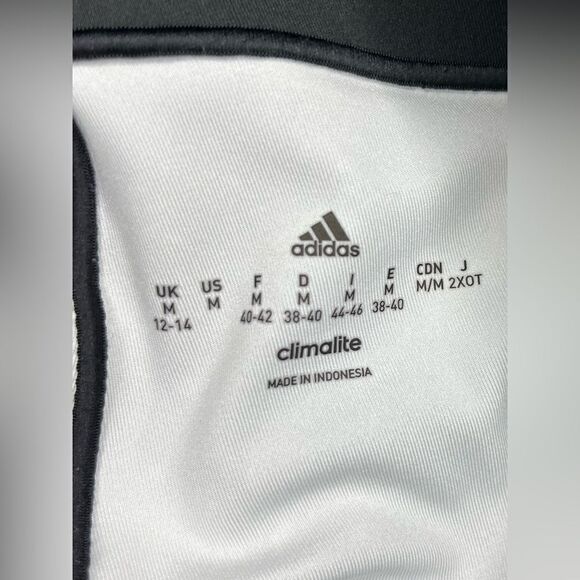 adidas
UK US F D I E CDN J
M M M M M M M/M 2XOT
12-14 40-42 38-40 44-46 38-40
climalite
MADE IN INDONESIA